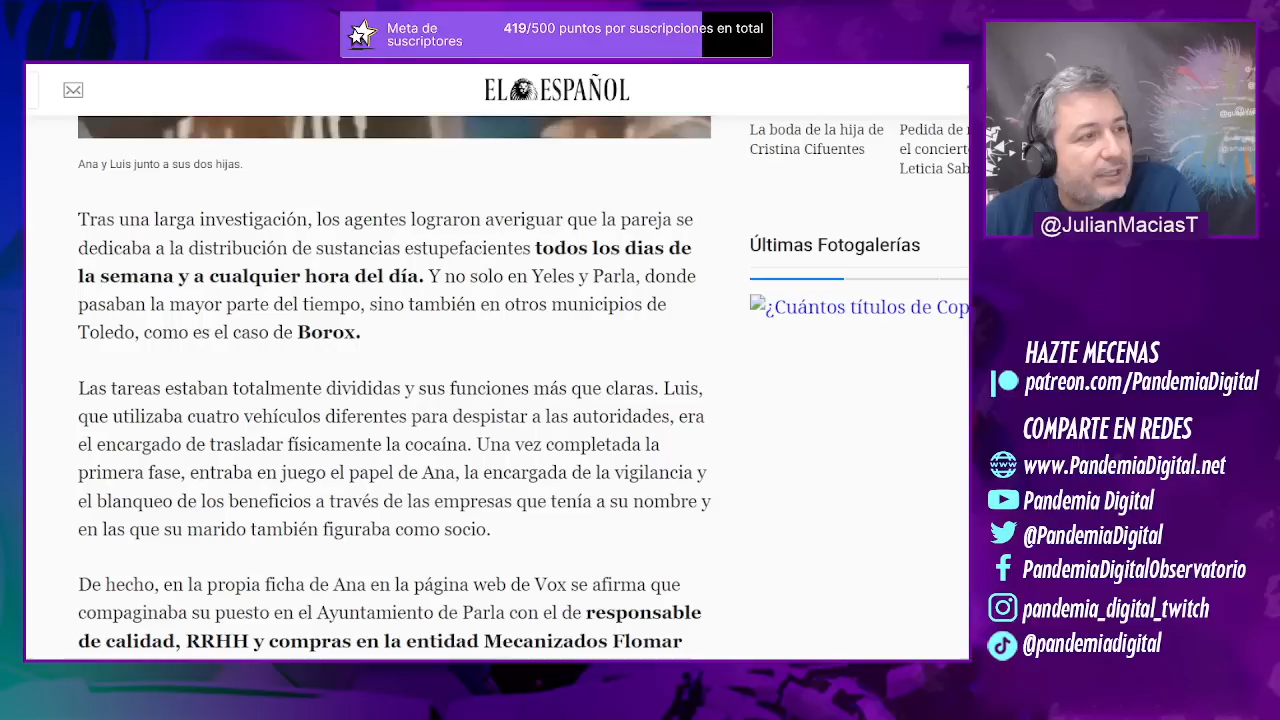 Meta de
suscriptores
419/500 puntos por suscripciones en total
EL ESPAÑOL
Ana y Luis junto a sus dos hijas.
Tras una larga investigación, los agentes lograron averiguar que la pareja se
dedicaba a la distribución de sustancias estupefacientes todos los dias de
la semana y a cualquier hora del día. Y no solo en Yeles y Parla, donde
pasaban la mayor parte del tiempo, sino también en otros municipios de
Toledo, como es el caso de Borox.
Las tareas estaban totalmente divididas y sus funciones más que claras. Luis,
que utilizaba cuatro vehículos diferentes para despistar a las autoridades, era
el encargado de trasladar físicamente la cocaína. Una vez completada la
primera fase, entraba en juego el papel de Ana, la encargada de la vigilancia y
el blanqueo de los beneficios a través de las empresas que tenía a su nombre y
en las que su marido también figuraba como socio.
De hecho, en la propia ficha de Ana en la página web de Vox se afirma que
compaginaba su puesto en el Ayuntamiento de Parla con el de responsable
de calidad, RRHH y compras en la entidad Mecanizados Flomar
La boda de la hija de
Cristina Cifuentes
Pedida de
el concierto
Leticia Sab
Últimas Fotogalerías
¿Cuántos títulos de Cop
@JulianMaciasT
HAZTE MECENAS
patreon.com/PandemiaDigital
COMPARTE EN REDES
www.PandemiaDigital.net
Pandemia Digital
@PandemiaDigital
PandemiaDigitalObservatorio
pandemia_digital_twitch
@pandemiadigital